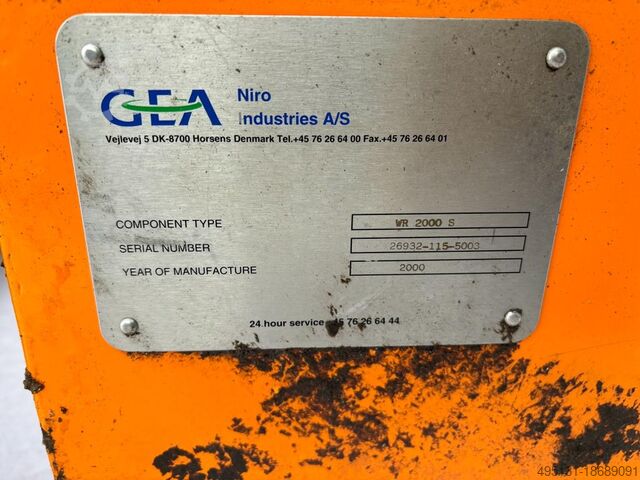 GEA
Niro
Industries A/S
Vejlevej 5 DK-8700 Horsens Denmark Tel.+45 76 26 64 00 Fax.+45 76 26 64 01
COMPONENT TYPE WR 2000 S
SERIAL NUMBER 26932-115-5003
YEAR OF MANUFACTURE 2000
24.hour service +45 76 26 64 44
495131-18689091